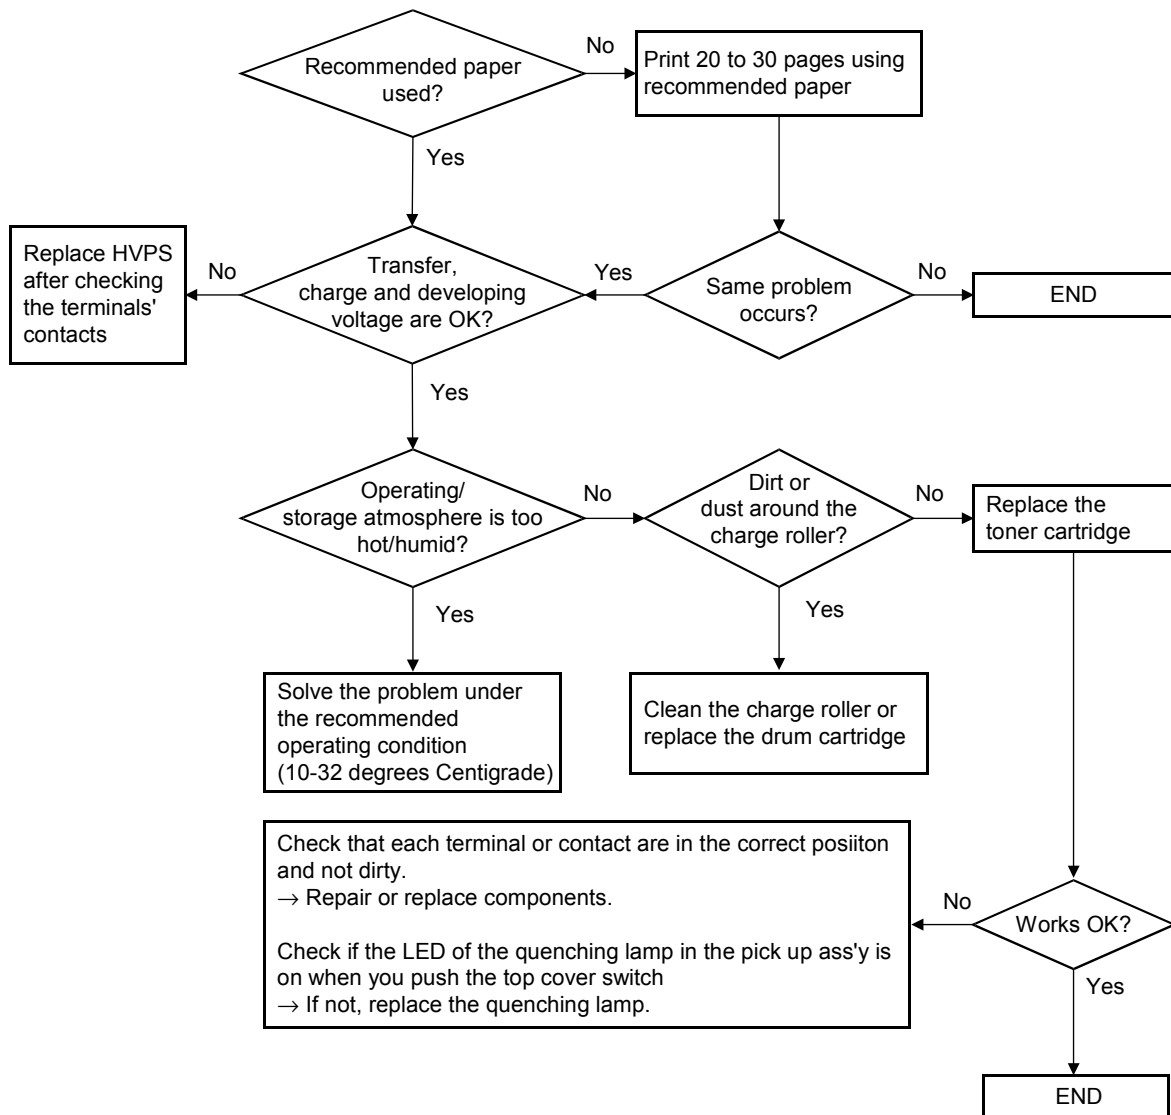 Recommended paper
used?
No
Print 20 to 30 pages using
recommended paper
Yes
Replace HVPS
after checking
the terminals'
contacts
No
Transfer,
charge and developing
voltage are OK?
Yes
Same problem
occurs?
No
END
Yes
Operating/
storage atmosphere is too
hot/humid?
No
Dirt or
dust around the
charge roller?
No
Replace the
toner cartridge
Yes
Yes
Solve the problem under
the recommended
operating condition
(10-32 degrees Centigrade)
Clean the charge roller or
replace the drum cartridge
Check that each terminal or contact are in the correct posiiton
and not dirty.
→ Repair or replace components.
Check if the LED of the quenching lamp in the pick up ass'y is
on when you push the top cover switch
→ If not, replace the quenching lamp.
No
Works OK?
Yes
END